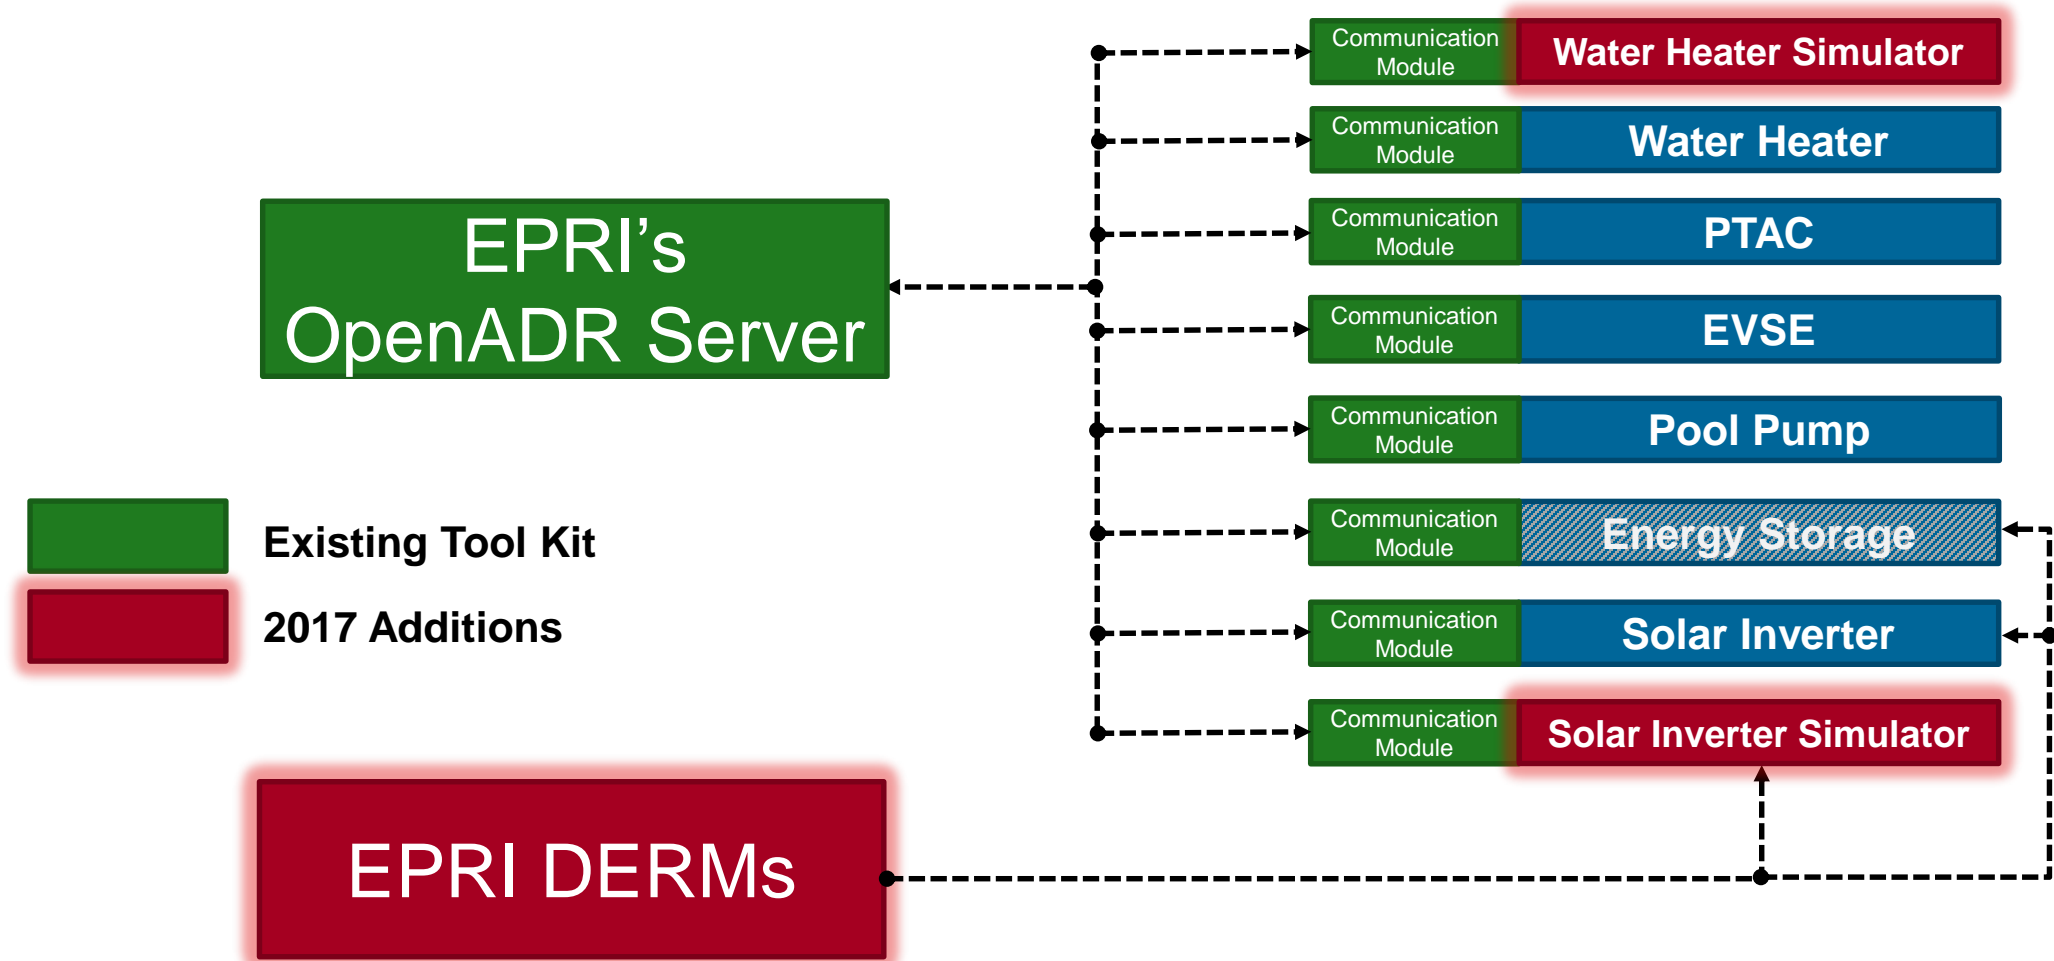 Communication
Module
Water Heater Simulator
Communication
Module
Water Heater
EPRI’s
OpenADR Server
Communication
Module
PTAC
Communication
Module
EVSE
Communication
Module
Pool Pump
Existing Tool Kit
2017 Additions
Communication
Module
Energy Storage
Communication
Module
Solar Inverter
Communication
Module
Solar Inverter Simulator
EPRI DERMs